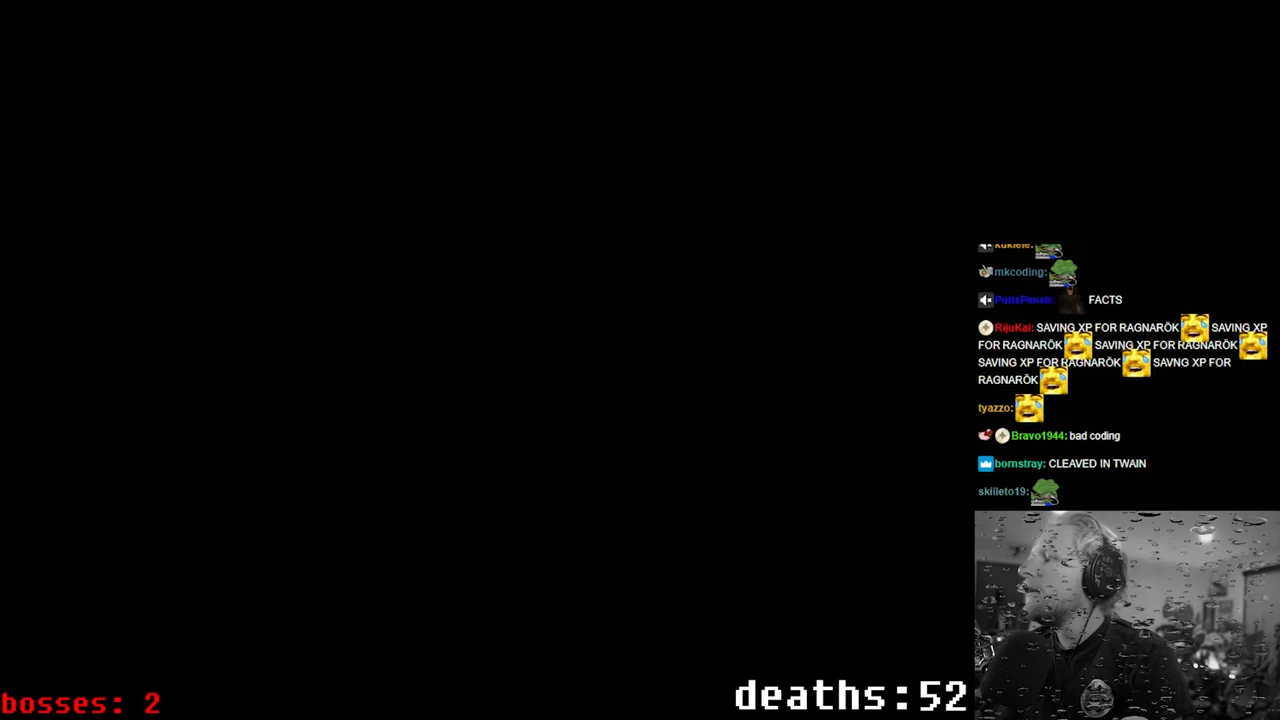 mkcoding:
FACTS
RijuKai: SAVING XP FOR RAGNARÖK SAVING XP
FOR RAGNARÖK SAVING XP FOR RAGNARÖK
SAVING XP FOR RAGNARÖK SAVNG XP FOR
RAGNARÖK
tyazzo:
Bravo1944: bad coding
bornstray: CLEAVED IN TWAIN
skilleto19:
bosses: 2
deaths:52